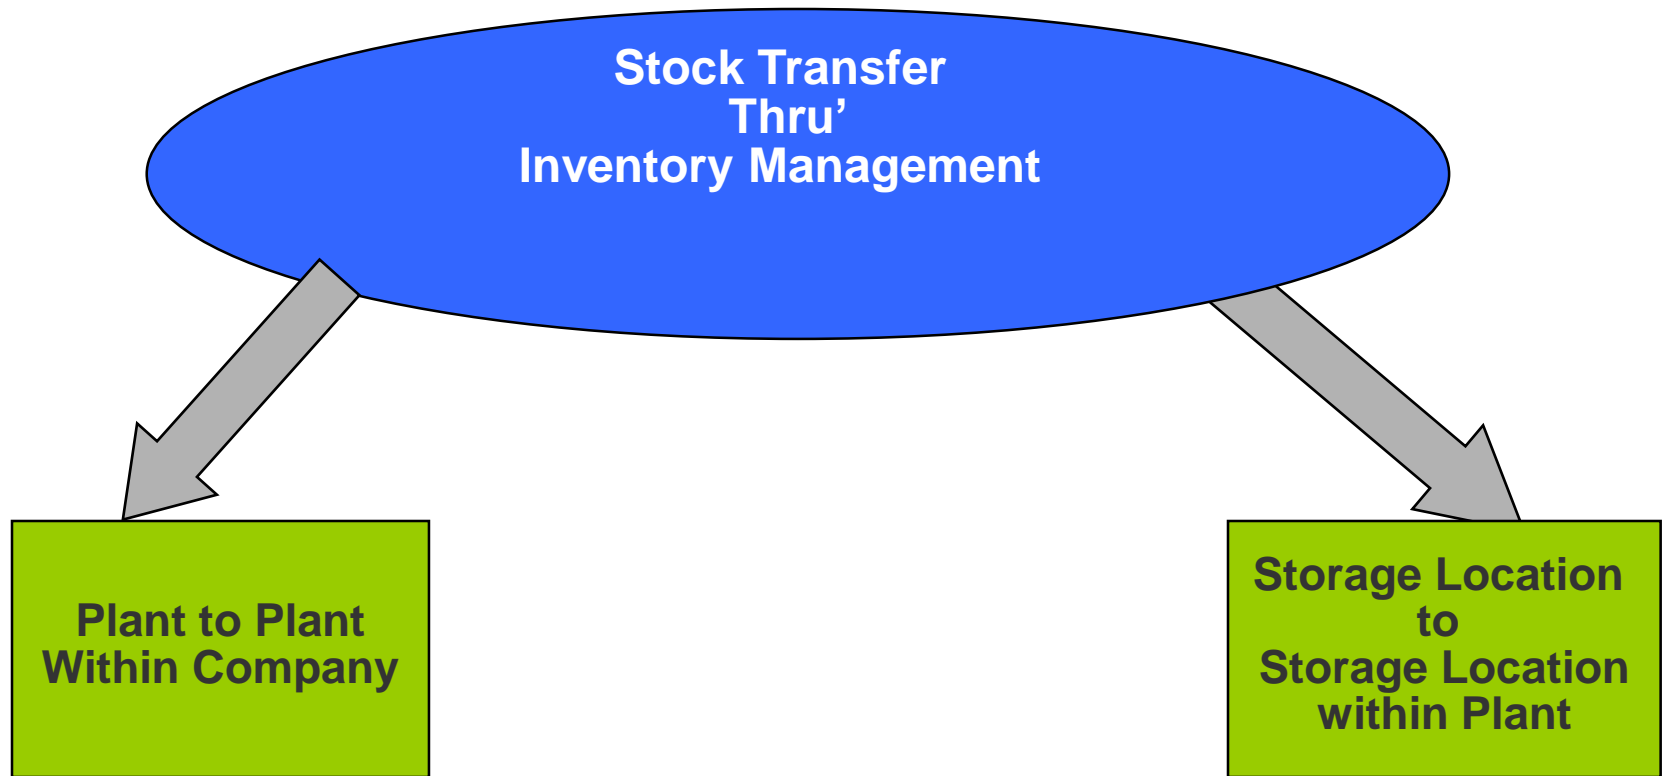 Stock Transfer
Thru’
Inventory Management
Plant to Plant
Within Company
Storage Location
to
Storage Location
within Plant